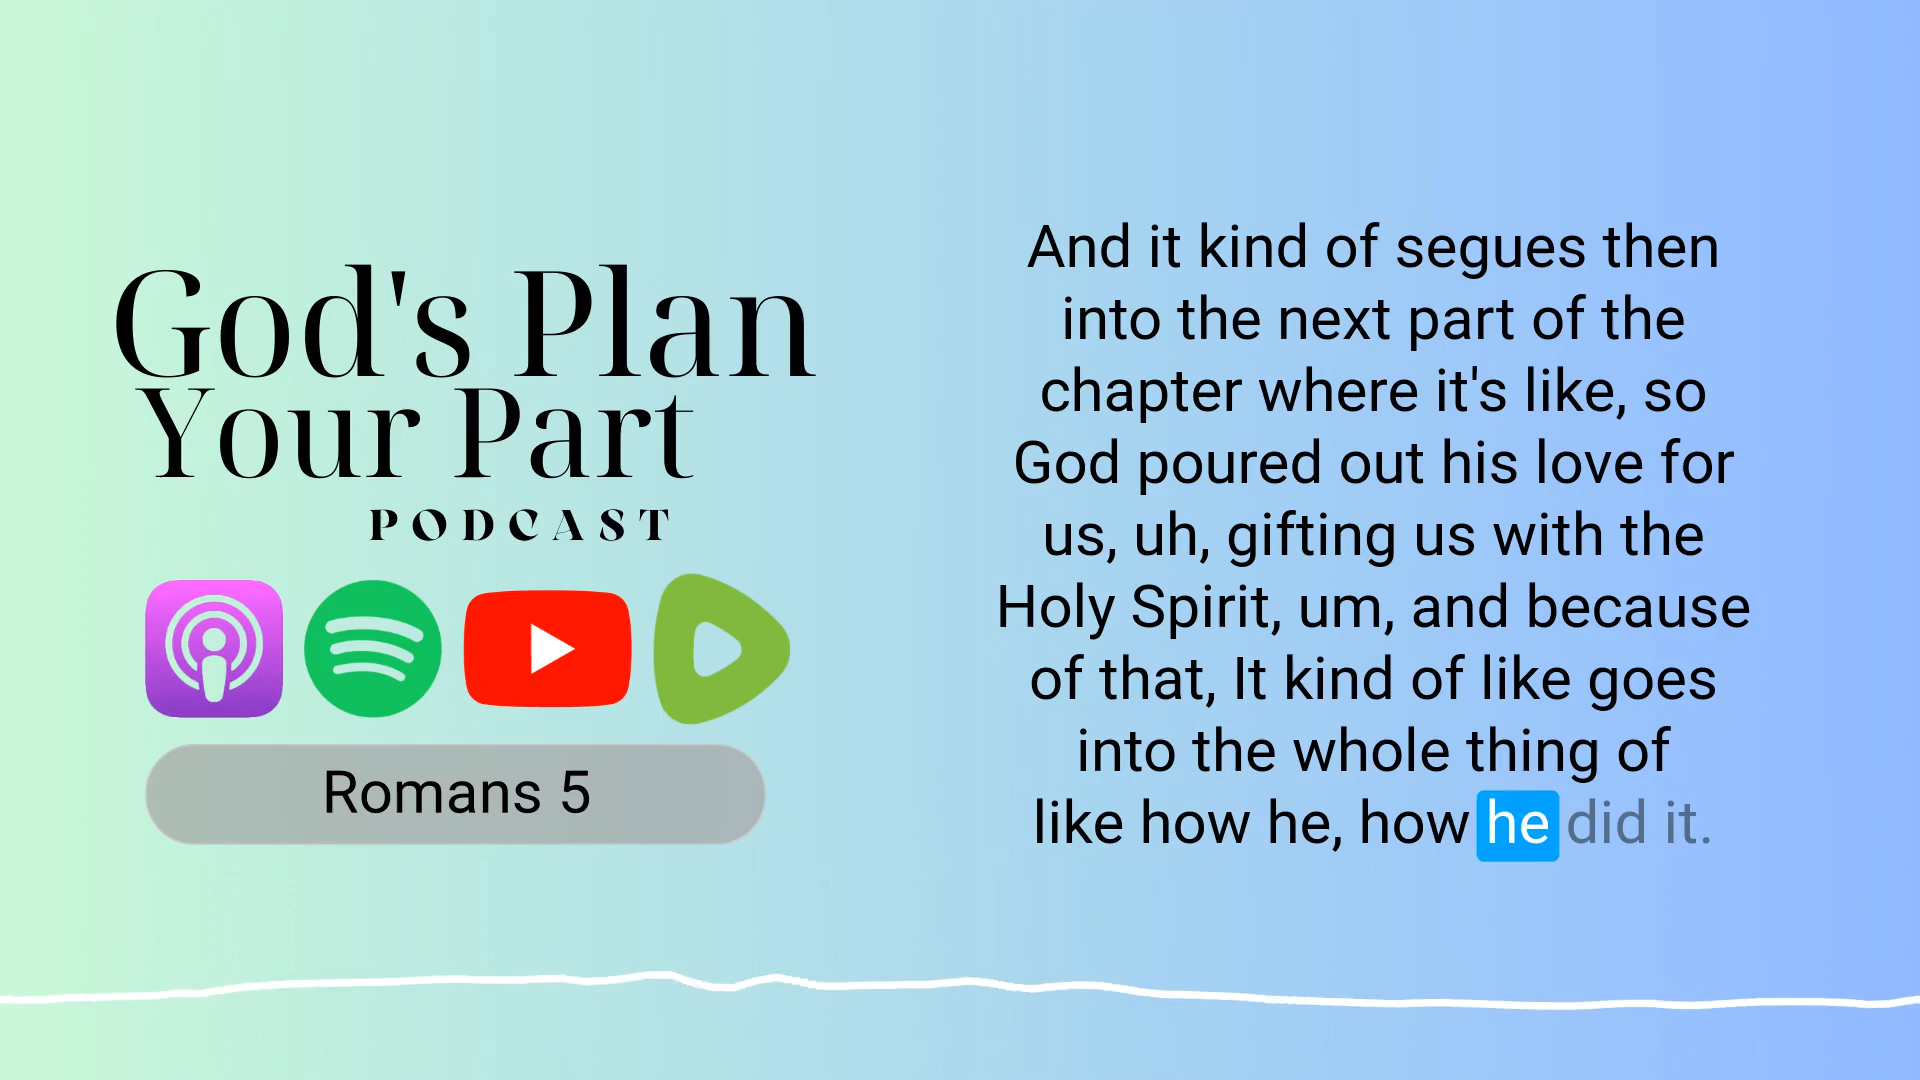 God's Plan
Your Part
PODCAST
Romans 5
And it kind of segues then
into the next part of the
chapter where it's like, so
God poured out his love for
us, uh, gifting us with the
Holy Spirit, um, and because
of that, It kind of like goes
into the whole thing of
like how he, how he did it.